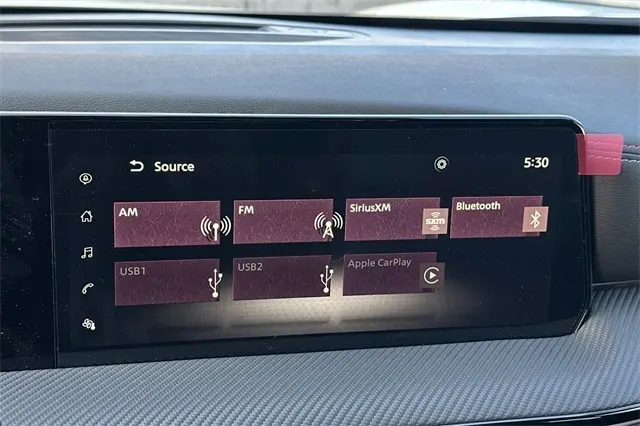 Source
5:30
AM
FM
SiriusXM
sxm
Bluetooth
USB1
USB2
Apple CarPlay